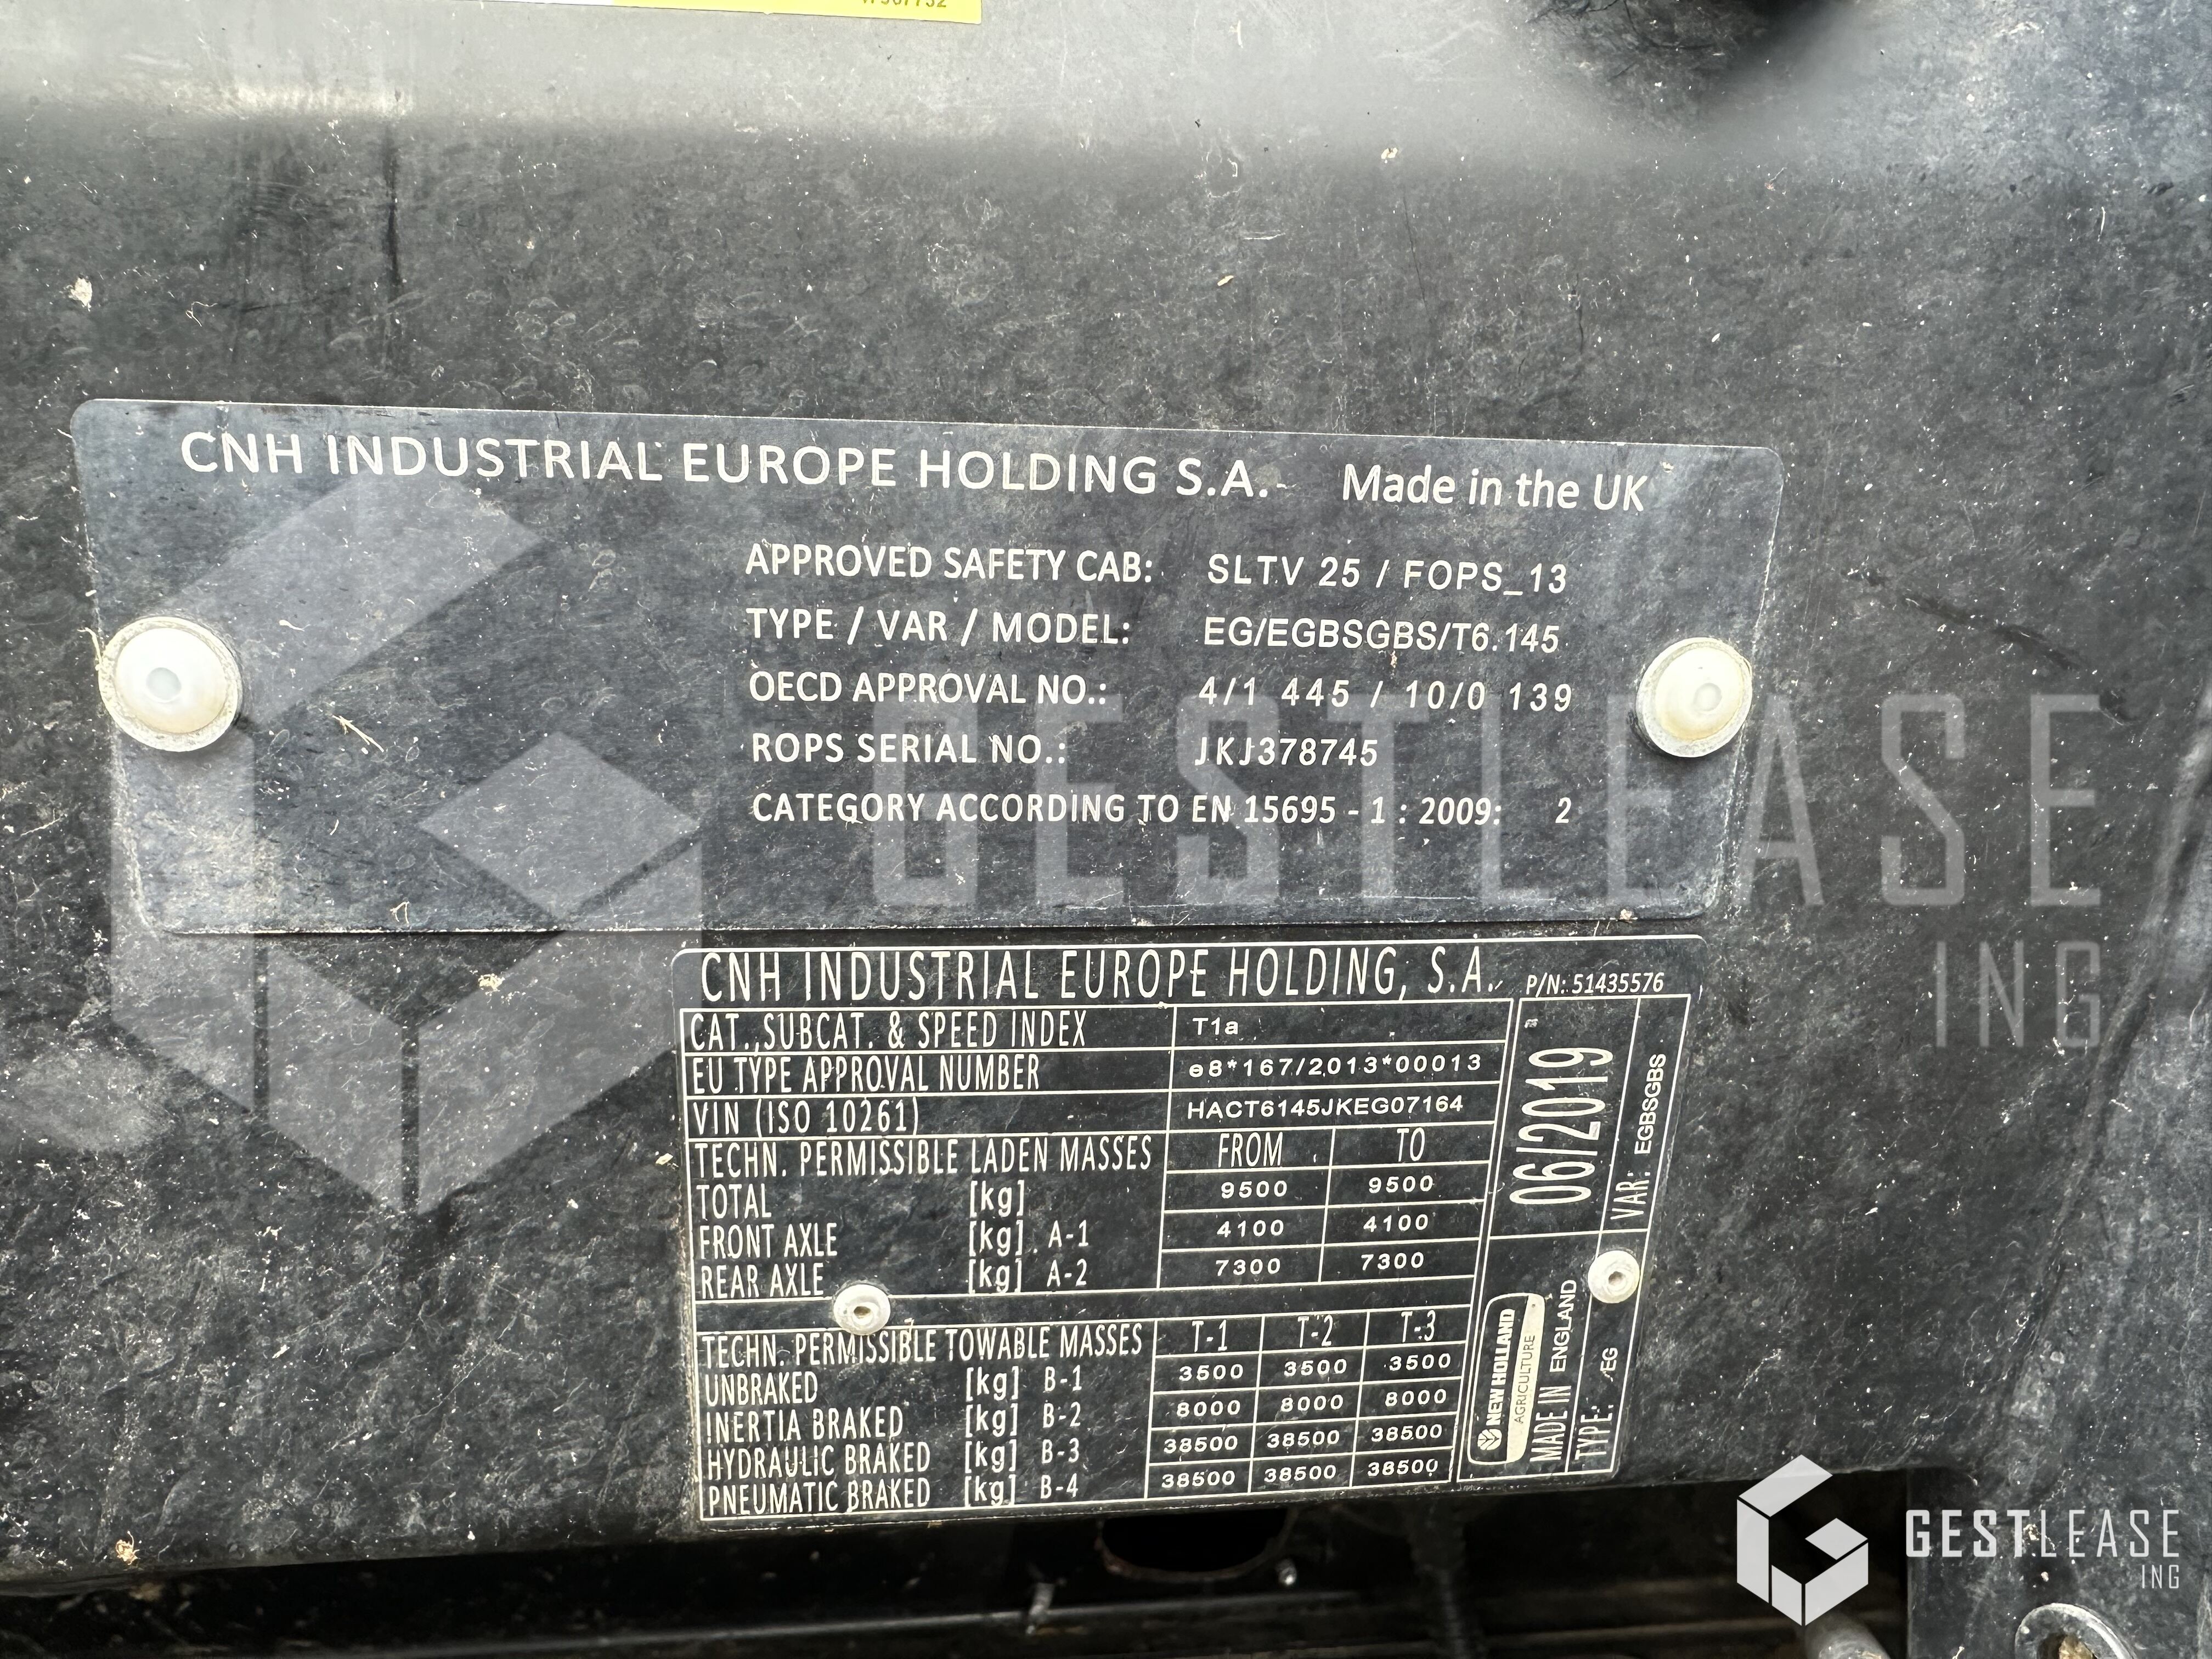 CNH INDUSTRIAL EUROPE HOLDING S.A. Made in the UK
APPROVED SAFETY CAB: SLTV 25 / FOPS_13
TYPE / VAR / MODEL: EG/EGBSGBS/T6.145
OECD APPROVAL NO.: 4/1 445 / 10/0 139
ROPS SERIAL NO.: JKJ378745
CATEGORY ACCORDING TO EN 15695 - 1 : 2009: 2
GESTLEASE
ING
CNH INDUSTRIAL EUROPE HOLDING, S.A. P/N: 51435576
CAT.,SUBCAT. & SPEED INDEX T1a
EU TYPE APPROVAL NUMBER e8*167/2013*00013
VIN (ISO 10261) HACT6145JKEG07164
TECHN. PERMISSIBLE LADEN MASSES FROM TO
TOTAL [kg] 9500 9500
FRONT AXLE [kg] A-1 4100 4100
REAR AXLE [kg] A-2 7300 7300
TECHN. PERMISSIBLE TOWABLE MASSES T-1 T-2 T-3
UNBRAKED [kg] B-1 3500 3500 3500
INERTIA BRAKED [kg] B-2 8000 8000 8000
HYDRAULIC BRAKED [kg] B-3 38500 38500 38500
PNEUMATIC BRAKED [kg] B-4 38500 38500 38500
06/2019
VAR: EGBSGBS
NEW HOLLAND
AGRICULTURE
MADE IN ENGLAND
TYPE: EG
GESTLEASE
ING